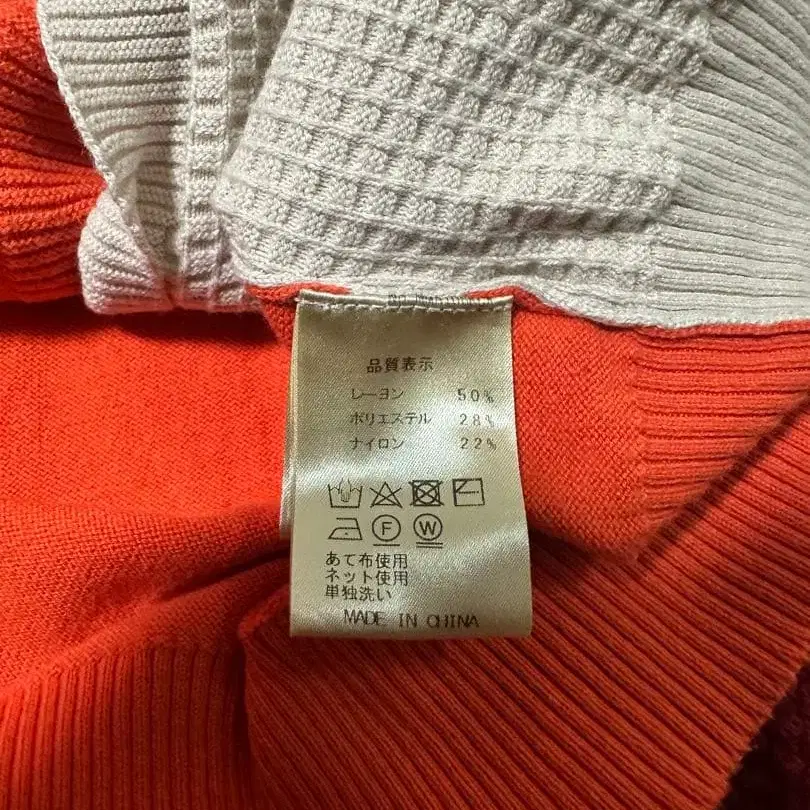 品質表示
レーヨン 50%
ポリエステル 28%
ナイロン 22%
F W
あて布使用
ネット使用
単独洗い
MADE IN CHINA